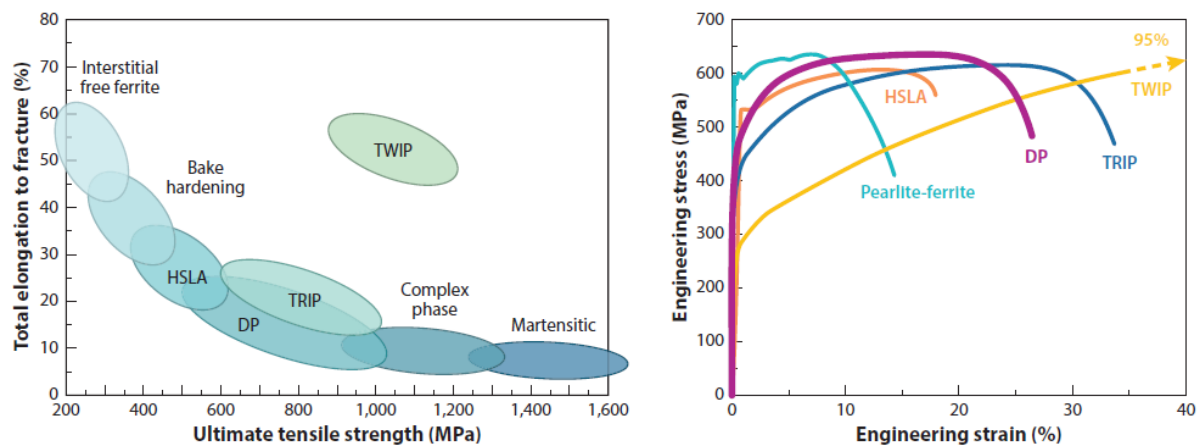 Total elongation to fracture (%)
80
70
60
50
40
30
20
10
0
Interstitial
free ferrite
Bake
hardening
TWIP
HSLA
TRIP
DP
Complex
phase
Martensitic
200
400
600
800
1,000
1,200
1,400
1,600
Ultimate tensile strength (MPa)
Engineering stress (MPa)
700
600
500
400
300
200
100
0
95%
TWIP
HSLA
DP
TRIP
Pearlite-ferrite
0
10
20
30
40
Engineering strain (%)